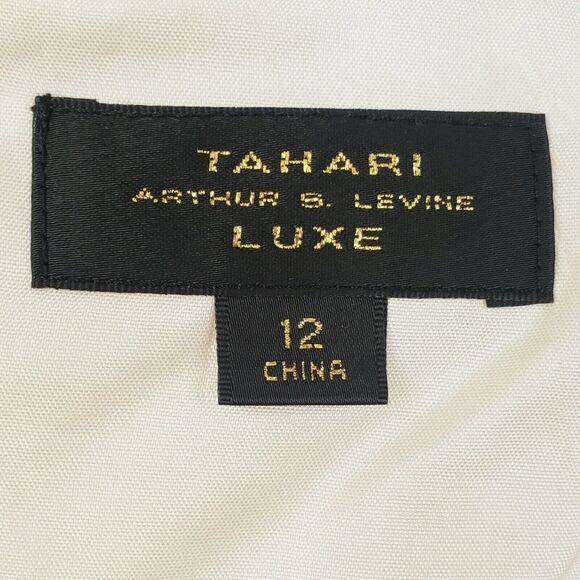 TAHARI
ARTHUR S. LEVINE
LUXE
12
CHINA